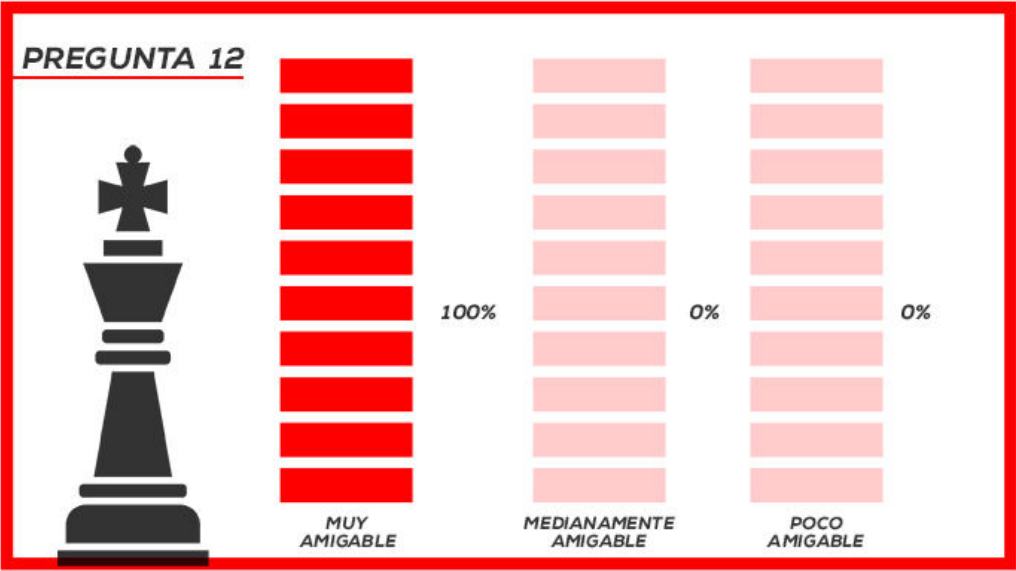 PREGUNTA 12
100%
0%
0%
MUY
AMIGABLE
MEDIANAMENTE
AMIGABLE
POCO
AMIGABLE